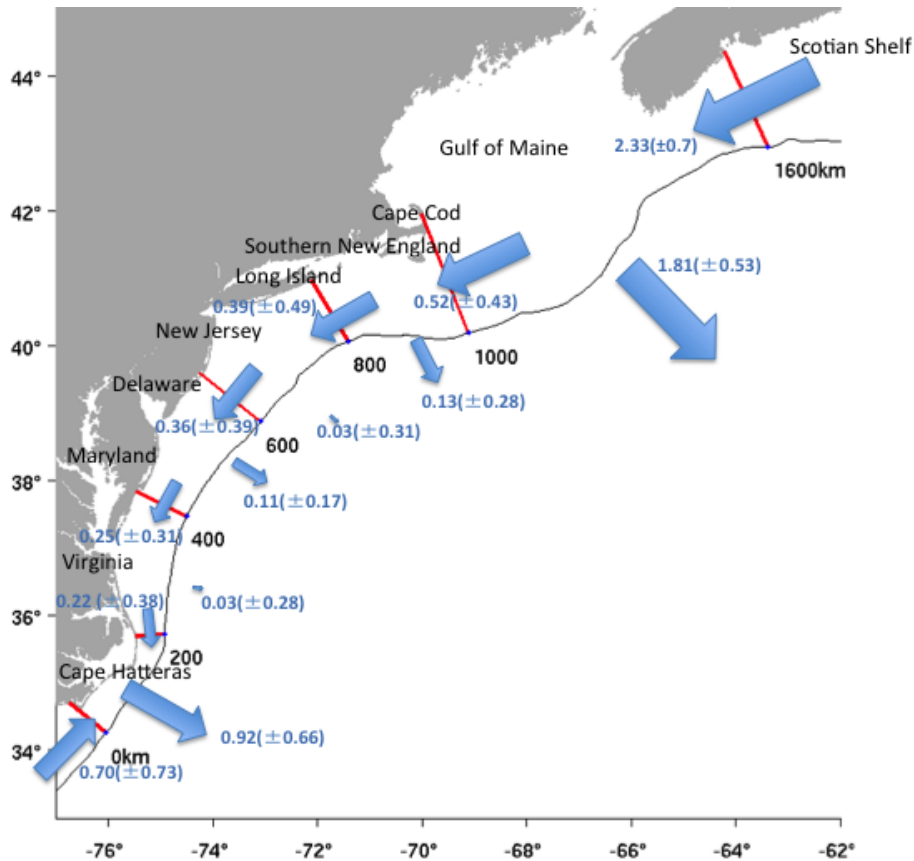 Scotian Shelf
44°
2.33(±0.7)
Gulf of Maine
1600km
42°
Cape Cod
Southern New England
1.81(±0.53)
Long Island
0.39(±0.49)
0.52(±0.43)
New Jersey
40°
800
1000
Delaware
0.13(±0.28)
0.36(±0.39)
0.03(±0.31)
600
Maryland
38°
0.11(±0.17)
0.25(±0.31)
400
Virginia
0.22 (±0.38)
0.03(±0.28)
36°
200
Cape Hatteras
0.92(±0.66)
34°
0km
0.70(±0.73)
-76° -74° -72° -70° -68° -66° -64° -62°